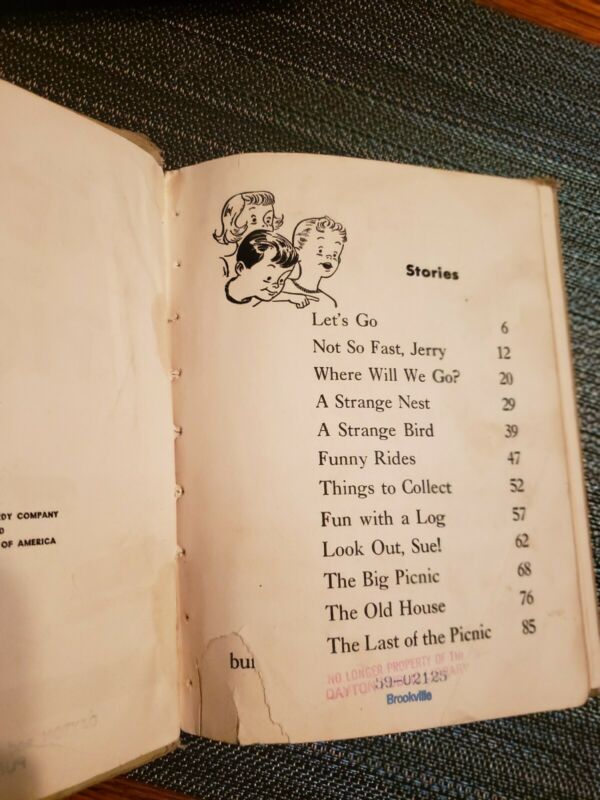 RDY COMPANY
OF AMERICA
Stories
Let's Go 6
Not So Fast, Jerry 12
Where Will We Go? 20
A Strange Nest 29
A Strange Bird 39
Funny Rides 47
Things to Collect 52
Fun with a Log 57
Look Out, Sue! 62
The Big Picnic 68
The Old House 76
The Last of the Picnic 85
NO LONGER PROPERTY OF THE
DAYTON
59-02125
Brookville